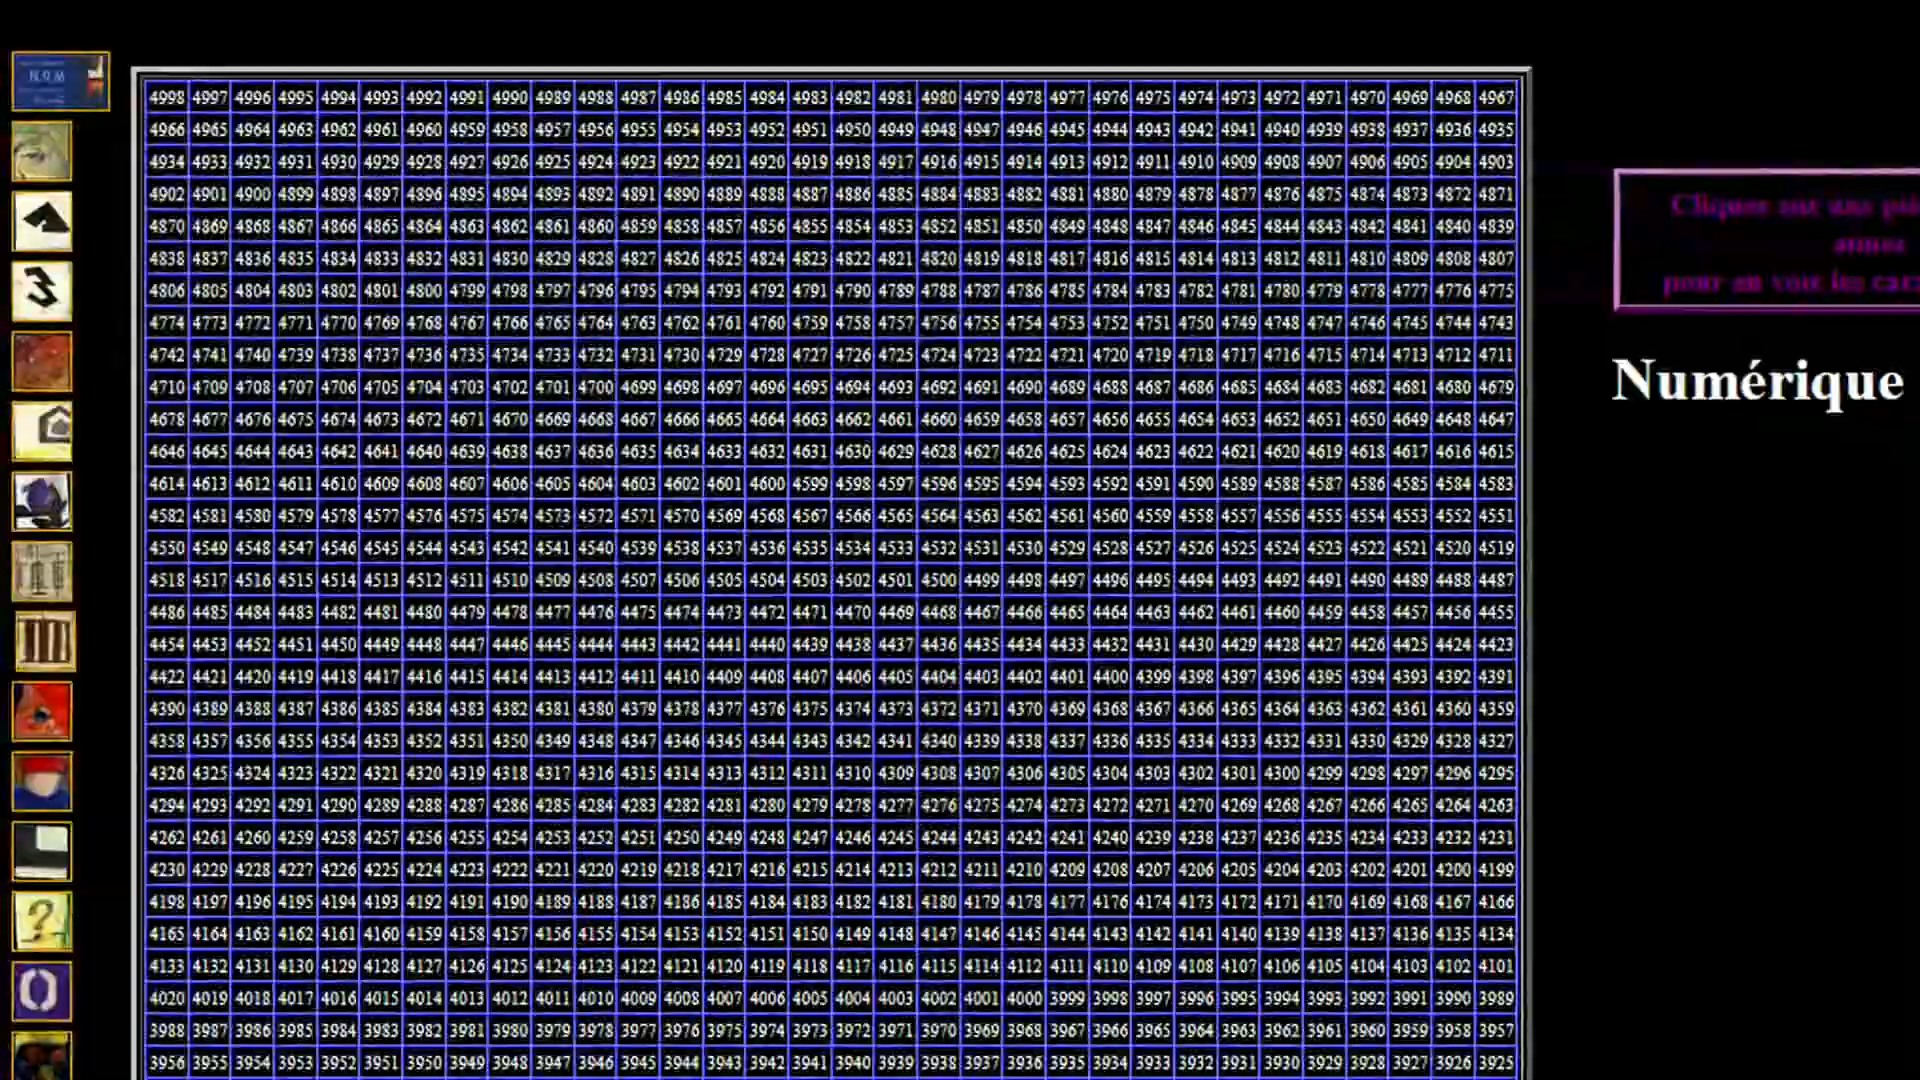 4998 4997 4996 4995 4994 4993 4992 4991 4990 4989 4988 4987 4986 4985 4984 4983 4982 4981 4980 4979 4978 4977 4976 4975 4974 4973 4972 4971 4970 4969 4968 4967
4966 4965 4964 4963 4962 4961 4960 4959 4958 4957 4956 4955 4954 4953 4952 4951 4950 4949 4948 4947 4946 4945 4944 4943 4942 4941 4940 4939 4938 4937 4936 4935
4934 4933 4932 4931 4930 4929 4928 4927 4926 4925 4924 4923 4922 4921 4920 4919 4918 4917 4916 4915 4914 4913 4912 4911 4910 4909 4908 4907 4906 4905 4904 4903
4902 4901 4900 4899 4898 4897 4896 4895 4894 4893 4892 4891 4890 4889 4888 4887 4886 4885 4884 4883 4882 4881 4880 4879 4878 4877 4876 4875 4874 4873 4872 4871
4870 4869 4868 4867 4866 4865 4864 4863 4862 4861 4860 4859 4858 4857 4856 4855 4854 4853 4852 4851 4850 4849 4848 4847 4846 4845 4844 4843 4842 4841 4840 4839
4838 4837 4836 4835 4834 4833 4832 4831 4830 4829 4828 4827 4826 4825 4824 4823 4822 4821 4820 4819 4818 4817 4816 4815 4814 4813 4812 4811 4810 4809 4808 4807
4806 4805 4804 4803 4802 4801 4800 4799 4798 4797 4796 4795 4794 4793 4792 4791 4790 4789 4788 4787 4786 4785 4784 4783 4782 4781 4780 4779 4778 4777 4776 4775
4774 4773 4772 4771 4770 4769 4768 4767 4766 4765 4764 4763 4762 4761 4760 4759 4758 4757 4756 4755 4754 4753 4752 4751 4750 4749 4748 4747 4746 4745 4744 4743
4742 4741 4740 4739 4738 4737 4736 4735 4734 4733 4732 4731 4730 4729 4728 4727 4726 4725 4724 4723 4722 4721 4720 4719 4718 4717 4716 4715 4714 4713 4712 4711
4710 4709 4708 4707 4706 4705 4704 4703 4702 4701 4700 4699 4698 4697 4696 4695 4694 4693 4692 4691 4690 4689 4688 4687 4686 4685 4684 4683 4682 4681 4680 4679
4678 4677 4676 4675 4674 4673 4672 4671 4670 4669 4668 4667 4666 4665 4664 4663 4662 4661 4660 4659 4658 4657 4656 4655 4654 4653 4652 4651 4650 4649 4648 4647
4646 4645 4644 4643 4642 4641 4640 4639 4638 4637 4636 4635 4634 4633 4632 4631 4630 4629 4628 4627 4626 4625 4624 4623 4622 4621 4620 4619 4618 4617 4616 4615
4614 4613 4612 4611 4610 4609 4608 4607 4606 4605 4604 4603 4602 4601 4600 4599 4598 4597 4596 4595 4594 4593 4592 4591 4590 4589 4588 4587 4586 4585 4584 4583
4582 4581 4580 4579 4578 4577 4576 4575 4574 4573 4572 4571 4570 4569 4568 4567 4566 4565 4564 4563 4562 4561 4560 4559 4558 4557 4556 4555 4554 4553 4552 4551
4550 4549 4548 4547 4546 4545 4544 4543 4542 4541 4540 4539 4538 4537 4536 4535 4534 4533 4532 4531 4530 4529 4528 4527 4526 4525 4524 4523 4522 4521 4520 4519
4518 4517 4516 4515 4514 4513 4512 4511 4510 4509 4508 4507 4506 4505 4504 4503 4502 4501 4500 4499 4498 4497 4496 4495 4494 4493 4492 4491 4490 4489 4488 4487
4486 4485 4484 4483 4482 4481 4480 4479 4478 4477 4476 4475 4474 4473 4472 4471 4470 4469 4468 4467 4466 4465 4464 4463 4462 4461 4460 4459 4458 4457 4456 4455
4454 4453 4452 4451 4450 4449 4448 4447 4446 4445 4444 4443 4442 4441 4440 4439 4438 4437 4436 4435 4434 4433 4432 4431 4430 4429 4428 4427 4426 4425 4424 4423
4422 4421 4420 4419 4418 4417 4416 4415 4414 4413 4412 4411 4410 4409 4408 4407 4406 4405 4404 4403 4402 4401 4400 4399 4398 4397 4396 4395 4394 4393 4392 4391
4390 4389 4388 4387 4386 4385 4384 4383 4382 4381 4380 4379 4378 4377 4376 4375 4374 4373 4372 4371 4370 4369 4368 4367 4366 4365 4364 4363 4362 4361 4360 4359
4358 4357 4356 4355 4354 4353 4352 4351 4350 4349 4348 4347 4346 4345 4344 4343 4342 4341 4340 4339 4338 4337 4336 4335 4334 4333 4332 4331 4330 4329 4328 4327
4326 4325 4324 4323 4322 4321 4320 4319 4318 4317 4316 4315 4314 4313 4312 4311 4310 4309 4308 4307 4306 4305 4304 4303 4302 4301 4300 4299 4298 4297 4296 4295
4294 4293 4292 4291 4290 4289 4288 4287 4286 4285 4284 4283 4282 4281 4280 4279 4278 4277 4276 4275 4274 4273 4272 4271 4270 4269 4268 4267 4266 4265 4264 4263
4262 4261 4260 4259 4258 4257 4256 4255 4254 4253 4252 4251 4250 4249 4248 4247 4246 4245 4244 4243 4242 4241 4240 4239 4238 4237 4236 4235 4234 4233 4232 4231
4230 4229 4228 4227 4226 4225 4224 4223 4222 4221 4220 4219 4218 4217 4216 4215 4214 4213 4212 4211 4210 4209 4208 4207 4206 4205 4204 4203 4202 4201 4200 4199
4198 4197 4196 4195 4194 4193 4192 4191 4190 4189 4188 4187 4186 4185 4184 4183 4182 4181 4180 4179 4178 4177 4176 4174 4173 4172 4171 4170 4169 4168 4167 4166
4165 4164 4163 4162 4161 4160 4159 4158 4157 4156 4155 4154 4153 4152 4151 4150 4149 4148 4147 4146 4145 4144 4143 4142 4141 4140 4139 4138 4137 4136 4135 4134
4133 4132 4131 4130 4129 4128 4127 4126 4125 4124 4123 4122 4121 4120 4119 4118 4117 4116 4115 4114 4112 4111 4110 4109 4108 4107 4106 4105 4104 4103 4102 4101
4020 4019 4018 4017 4016 4015 4014 4013 4012 4011 4010 4009 4008 4007 4006 4005 4004 4003 4002 4001 4000 3999 3998 3997 3996 3995 3994 3993 3992 3991 3990 3989
3988 3987 3986 3985 3984 3983 3982 3981 3980 3979 3978 3977 3976 3975 3974 3973 3972 3971 3970 3969 3968 3967 3966 3965 3964 3963 3962 3961 3960 3959 3958 3957
3956 3955 3954 3953 3952 3951 3950 3949 3948 3947 3946 3945 3944 3943 3942 3941 3940 3939 3938 3937 3936 3935 3934 3933 3932 3931 3930 3929 3928 3927 3926 3925
Cliquer sur une
pour en voir les
Numérique
3
?
0